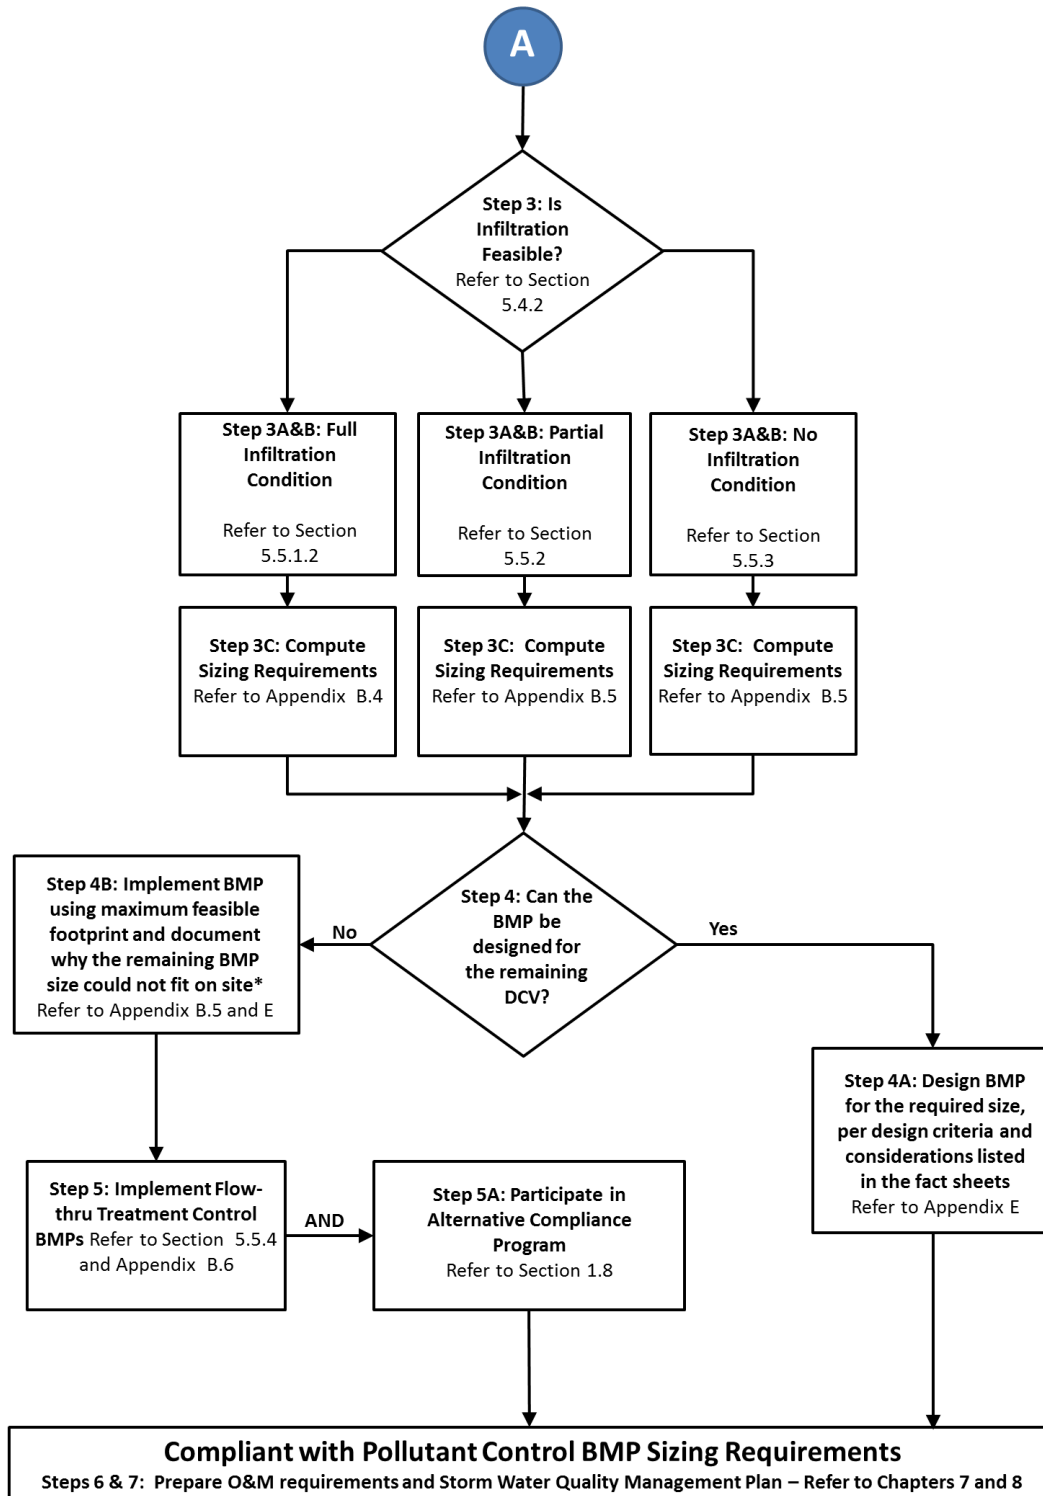 A
Step 3: Is
Infiltration
Feasible?
Refer to Section
5.4.2
Step 3A&B: Full
Infiltration
Condition
Refer to Section
5.5.1.2
Step 3A&B: Partial
Infiltration
Condition
Refer to Section
5.5.2
Step 3A&B: No
Infiltration
Condition
Refer to Section
5.5.3
Step 3C: Compute
Sizing Requirements
Refer to Appendix B.4
Step 3C: Compute
Sizing Requirements
Refer to Appendix B.5
Step 3C: Compute
Sizing Requirements
Refer to Appendix B.5
Step 4: Can the
BMP be
designed for
the remaining
DCV?
No
Yes
Step 4B: Implement BMP
using maximum feasible
footprint and document
why the remaining BMP
size could not fit on site*
Refer to Appendix B.5 and E
Step 4A: Design BMP
for the required size,
per design criteria and
considerations listed
in the fact sheets
Refer to Appendix E
Step 5: Implement Flow-
thru Treatment Control
BMPs Refer to Section 5.5.4
and Appendix B.6
AND
Step 5A: Participate in
Alternative Compliance
Program
Refer to Section 1.8
Compliant with Pollutant Control BMP Sizing Requirements
Steps 6 & 7: Prepare O&M requirements and Storm Water Quality Management Plan – Refer to Chapters 7 and 8